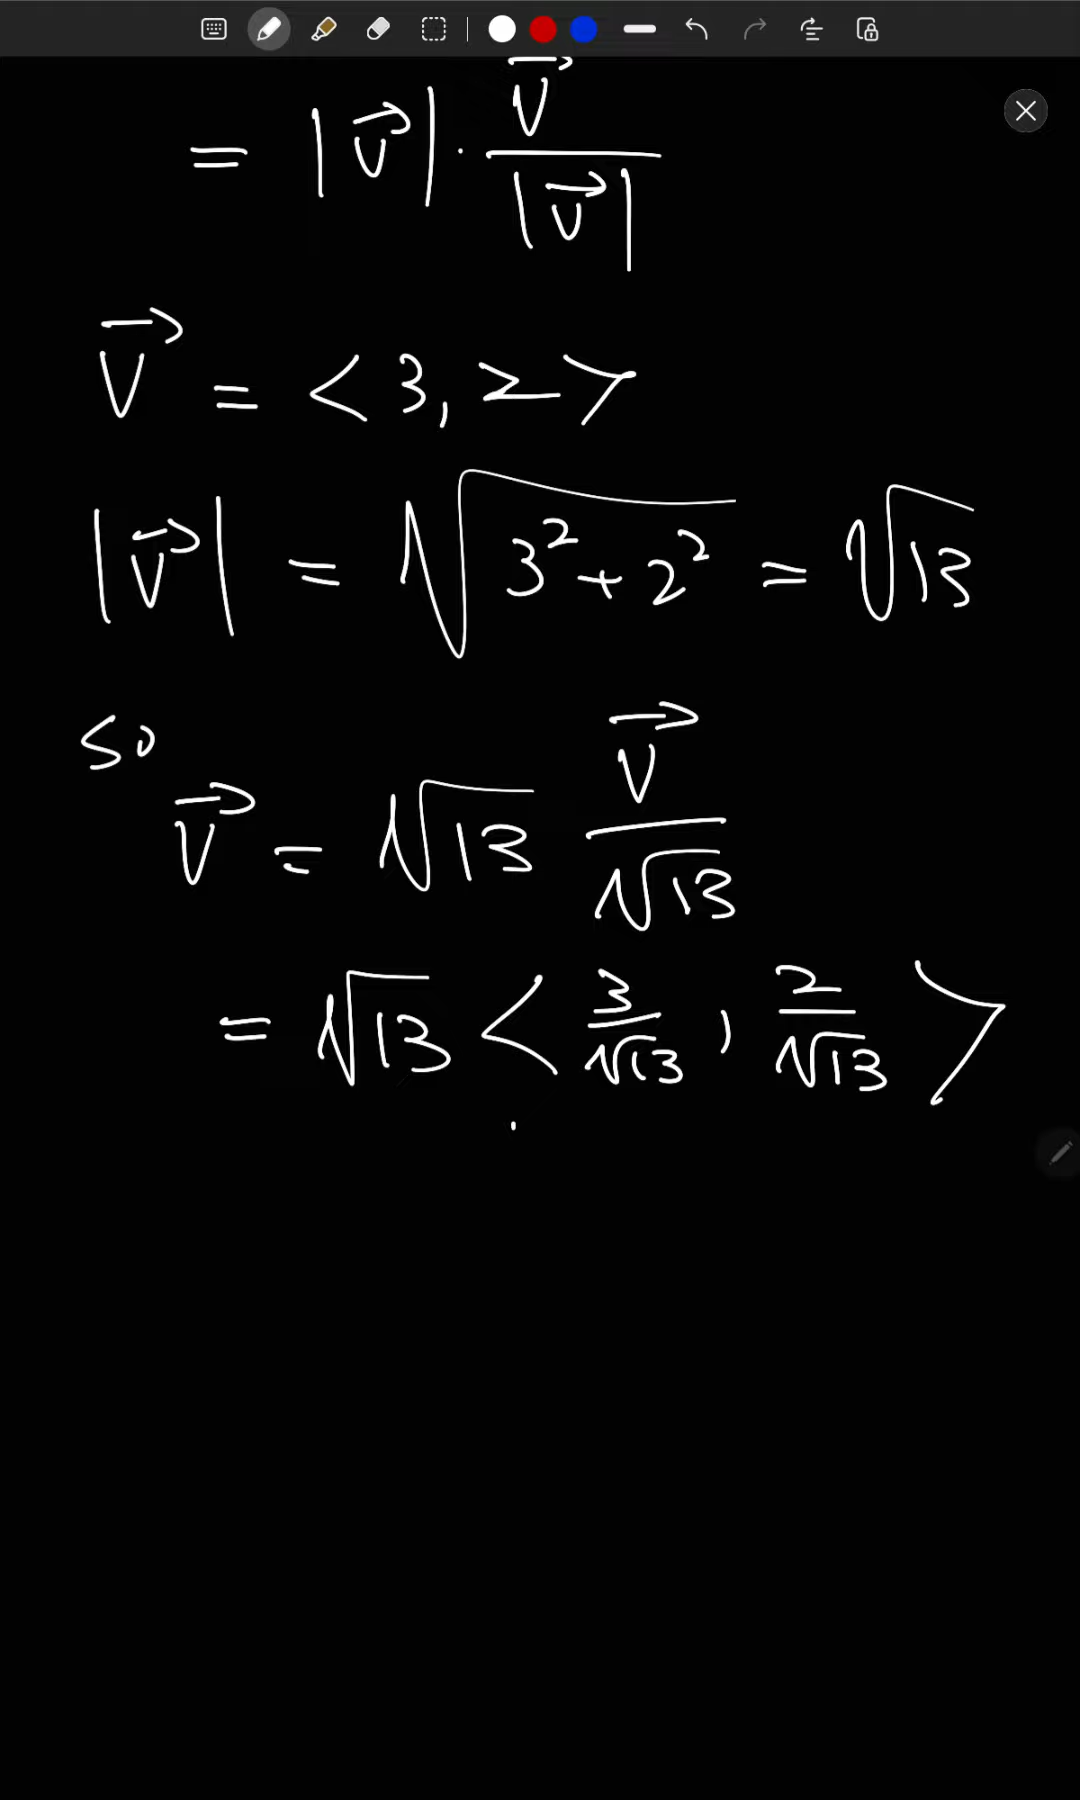 = |v⃗| · v⃗/|v⃗|
v⃗ = <3, 2>
|v⃗| = √(3² + 2²) = √13
so
v⃗ = √13 v⃗/√13
= √13 <3/√13, 2/√13>